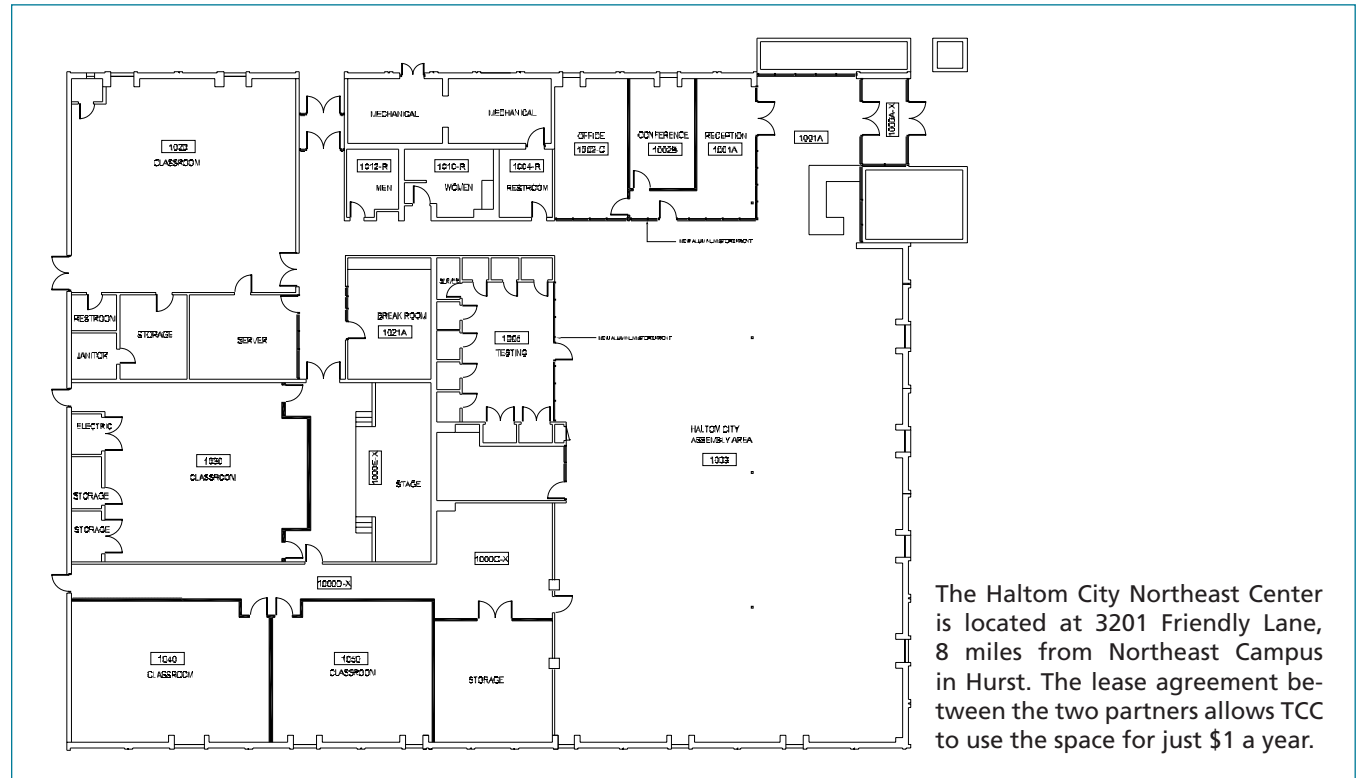 MECHANICAL
MECHANICAL
OFFICE
1002-C
CONFERENCE
1002B
RECEPTION
1001A
1001A
1000A-X
1020
CLASSROOM
1012-R
MEN
1010-R
WOMEN
1004-R
RESTROOM
BREAK ROOM
1021A
TESTING
RESTROOM
STORAGE
SERVER
JANITOR
ELECTRIC
1030
CLASSROOM
STORAGE
STORAGE
1000E-X
STAGE
HALTOM CITY
ASSEMBLY AREA
1003
1000C-X
1000D-X
1040
CLASSROOM
1050
CLASSROOM
STORAGE
The Haltom City Northeast Center
is located at 3201 Friendly Lane,
8 miles from Northeast Campus
in Hurst. The lease agreement be-
tween the two partners allows TCC
to use the space for just $1 a year.